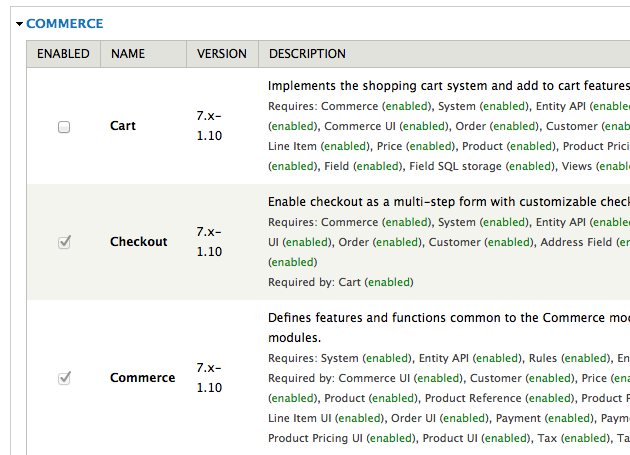 COMMERCE
ENABLED NAME VERSION DESCRIPTION
Implements the shopping cart system and add to cart features
Requires: Commerce (enabled), System (enabled), Entity API (enabled
Cart 7.x-1.10 (enabled), Commerce UI (enabled), Order (enabled), Customer (enab
Line Item (enabled), Price (enabled), Product (enabled), Product Prici
(enabled), Field (enabled), Field SQL storage (enabled), Views (enab
Enable checkout as a multi-step form with customizable check
Requires: Commerce (enabled), System (enabled), Entity API (enable
Checkout 7.x-1.10 UI (enabled), Order (enabled), Customer (enabled), Address Field (en
(enabled)
Required by: Cart (enabled)
Defines features and functions common to the Commerce mod
modules.
Requires: System (enabled), Entity API (enabled), Rules (enabled), En
Commerce 7.x-1.10 Required by: Commerce UI (enabled), Customer (enabled), Price (ena
(enabled), Product (enabled), Product Reference (enabled), Product P
Line Item UI (enabled), Order UI (enabled), Payment (enabled), Payme
Product Pricing UI (enabled), Product UI (enabled), Tax (enabled), Ta